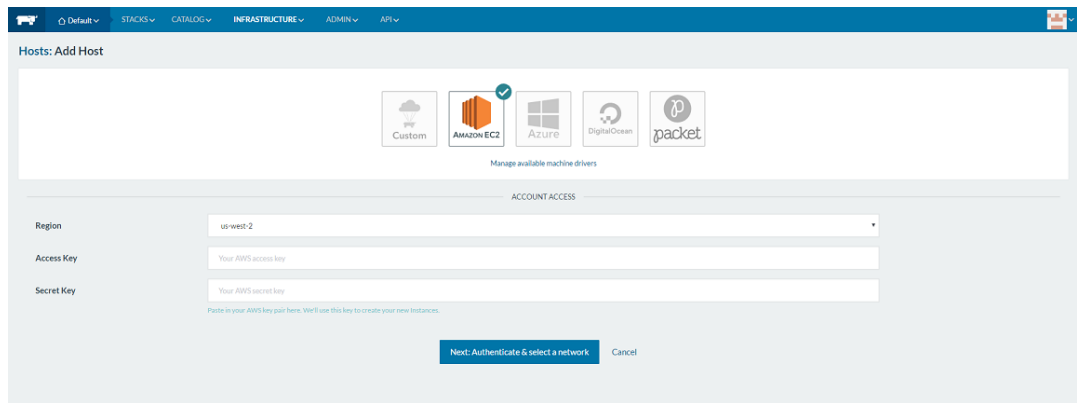 Default STACKS CATALOG INFRASTRUCTURE ADMIN API
Hosts: Add Host
Custom
AMAZON EC2
Azure
DigitalOcean
packet
Manage available machine drivers
ACCOUNT ACCESS
Region
us-west-2
Access Key
Your AWS access key
Secret Key
Your AWS secret key
Paste in your AWS key pair here. We'll use this key to create your new Instances.
Next: Authenticate & select a network
Cancel